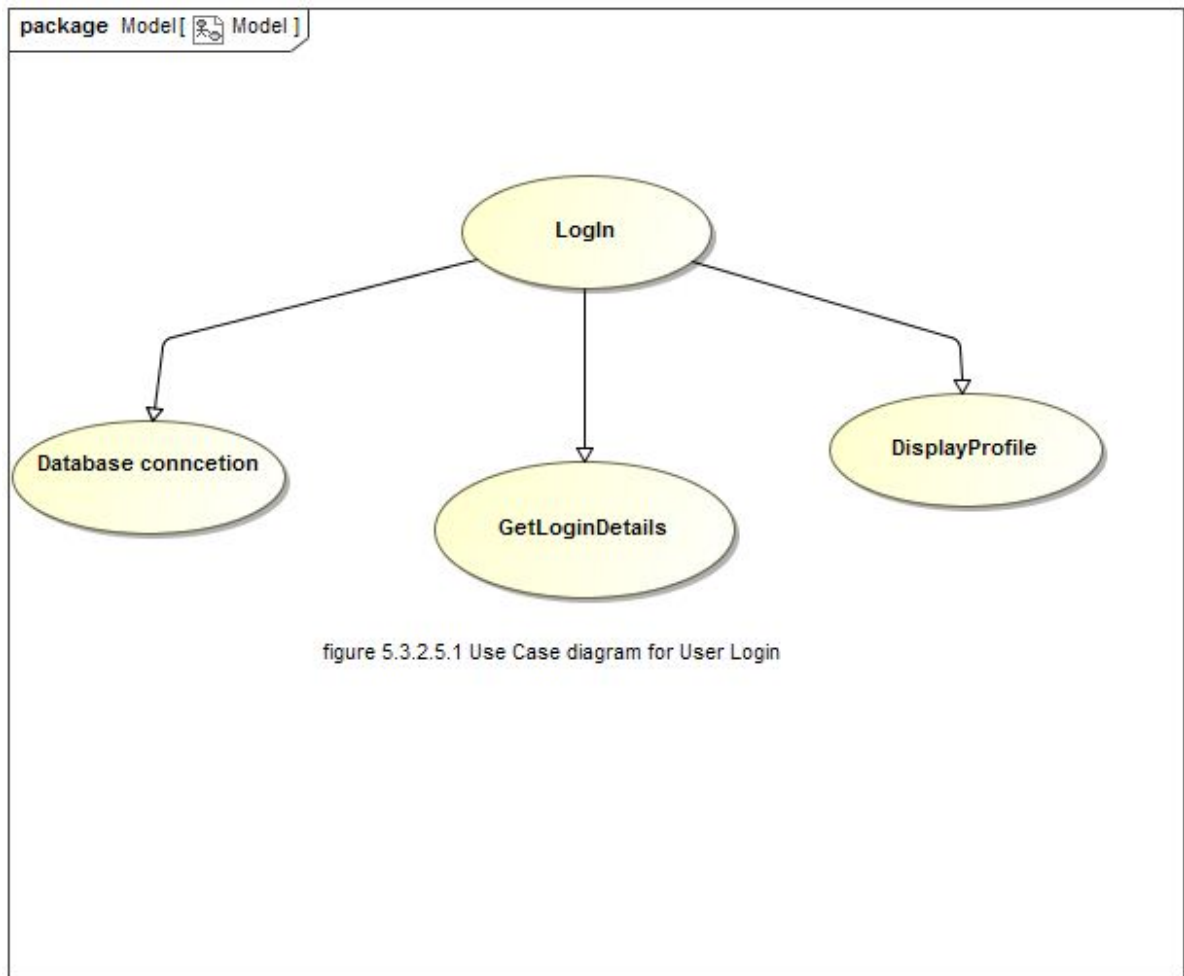 package Model[ Model ]
LogIn
Database conncetion
DisplayProfile
GetLoginDetails
figure 5.3.2.5.1 Use Case diagram for User Login